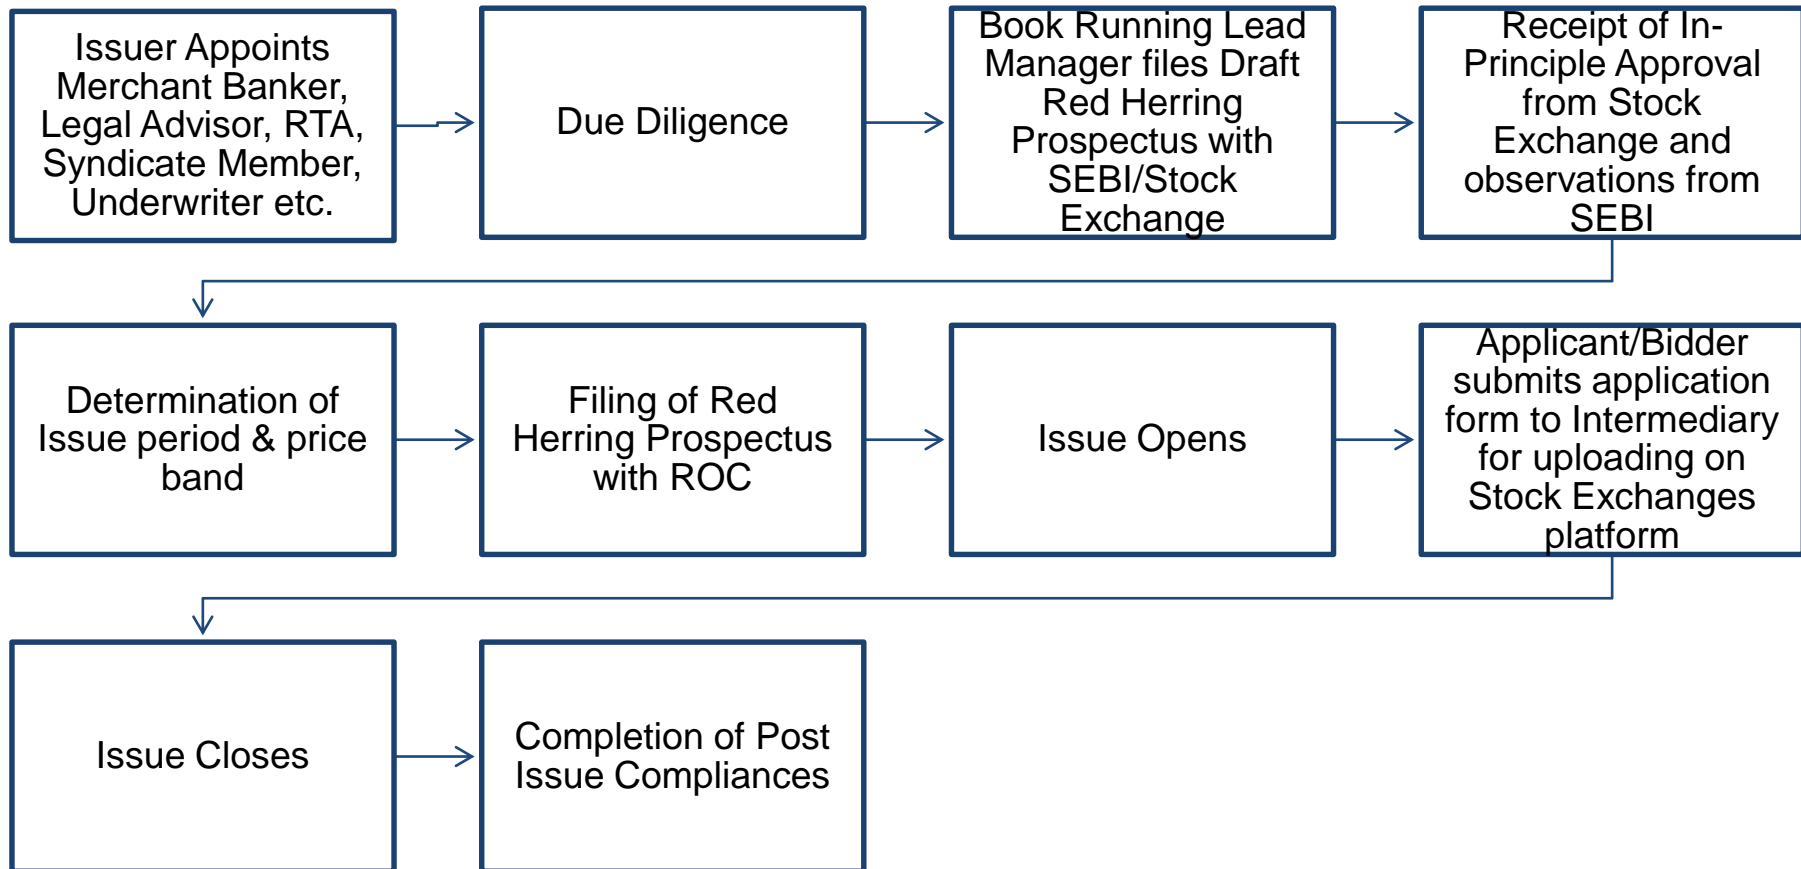 Issuer Appoints
Merchant Banker,
Legal Advisor, RTA,
Syndicate Member,
Underwriter etc.
Due Diligence
Book Running Lead
Manager files Draft
Red Herring
Prospectus with
SEBI/Stock
Exchange
Receipt of In-
Principle Approval
from Stock
Exchange and
observations from
SEBI
Determination of
Issue period & price
band
Filing of Red
Herring Prospectus
with ROC
Issue Opens
Applicant/Bidder
submits application
form to Intermediary
for uploading on
Stock Exchanges
platform
Issue Closes
Completion of Post
Issue Compliances